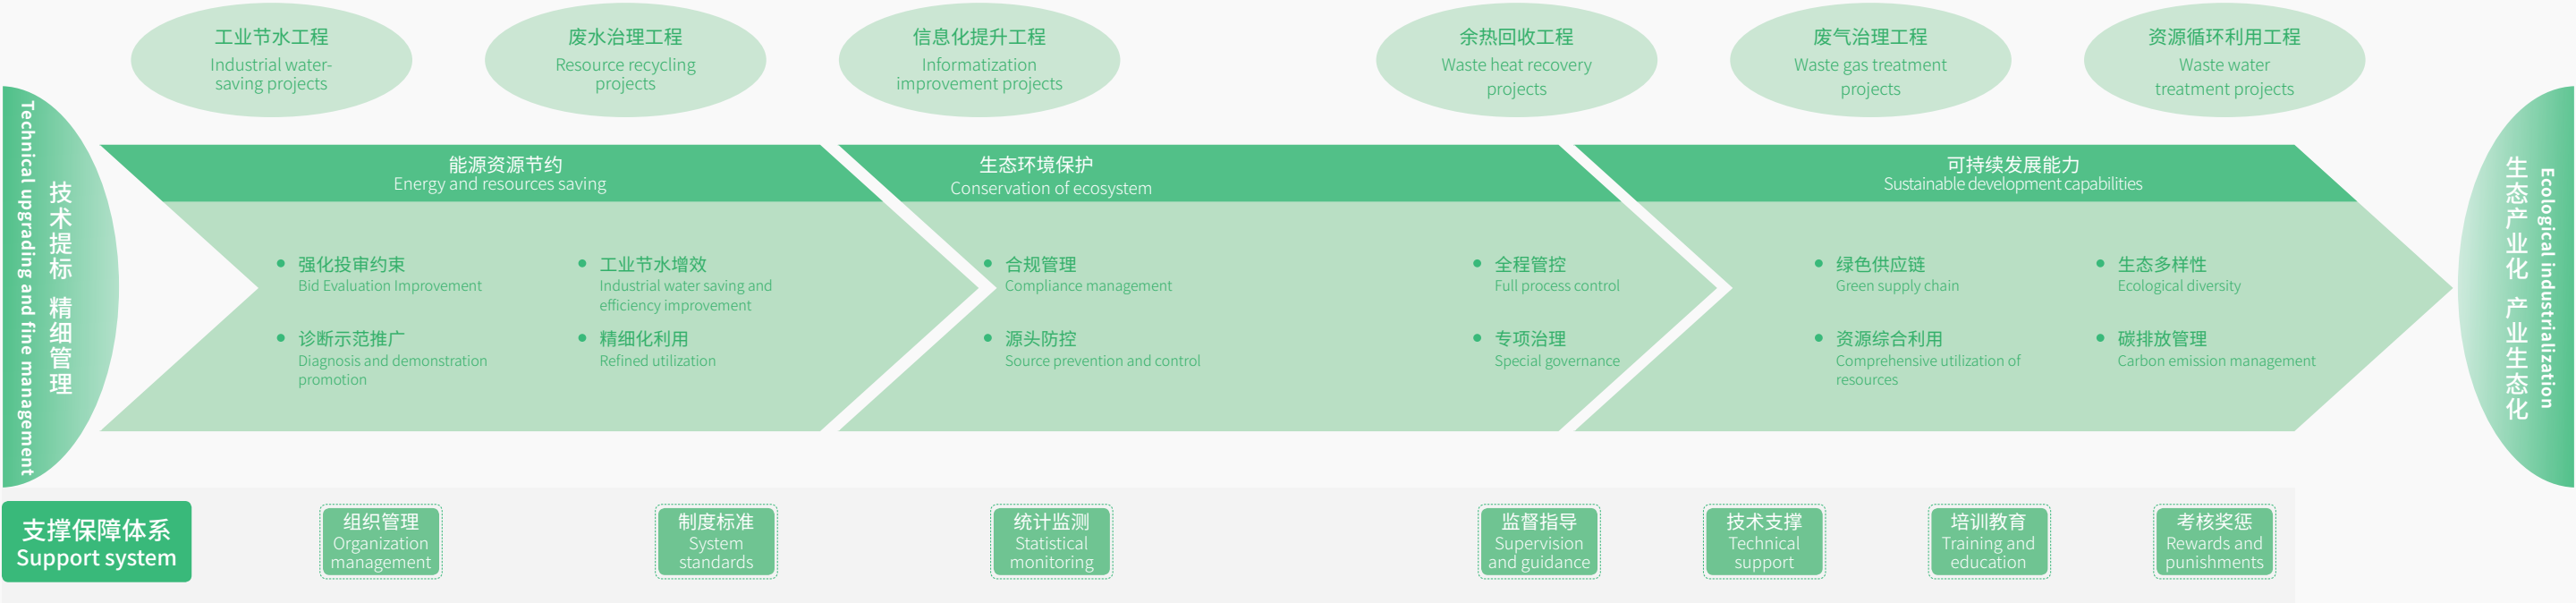 工业节水工程
Industrial water-
saving projects
废水治理工程
Resource recycling
projects
信息化提升工程
Informatization
improvement projects
余热回收工程
Waste heat recovery
projects
废气治理工程
Waste gas treatment
projects
资源循环利用工程
Waste water
treatment projects
Technical upgrading and fine management
技术提标 精细管理
能源资源节约
Energy and resources saving
强化投审约束
Bid Evaluation Improvement
工业节水增效
Industrial water saving and
efficiency improvement
诊断示范推广
Diagnosis and demonstration
promotion
精细化利用
Refined utilization
生态环境保护
Conservation of ecosystem
合规管理
Compliance management
全程管控
Full process control
源头防控
Source prevention and control
专项治理
Special governance
可持续发展能力
Sustainable development capabilities
绿色供应链
Green supply chain
生态多样性
Ecological diversity
资源综合利用
Comprehensive utilization of
resources
碳排放管理
Carbon emission management
生态产业化 产业生态化
Ecological industrialization
支撑保障体系
Support system
组织管理
Organization
management
制度标准
System
standards
统计监测
Statistical
monitoring
监督指导
Supervision
and guidance
技术支撑
Technical
support
培训教育
Training and
education
考核奖惩
Rewards and
punishments